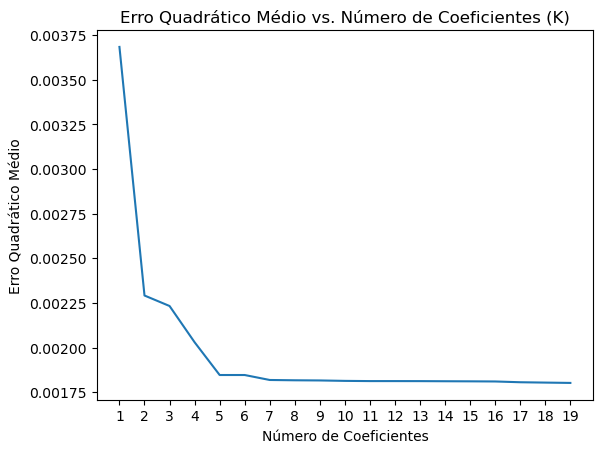 Erro Quadrático Médio vs. Número de Coeficientes (K)
0.00375
0.00350
0.00325
0.00300
0.00275
0.00250
0.00225
0.00200
0.00175
Erro Quadrático Médio
1 2 3 4 5 6 7 8 9 10 11 12 13 14 15 16 17 18 19
Número de Coeficientes